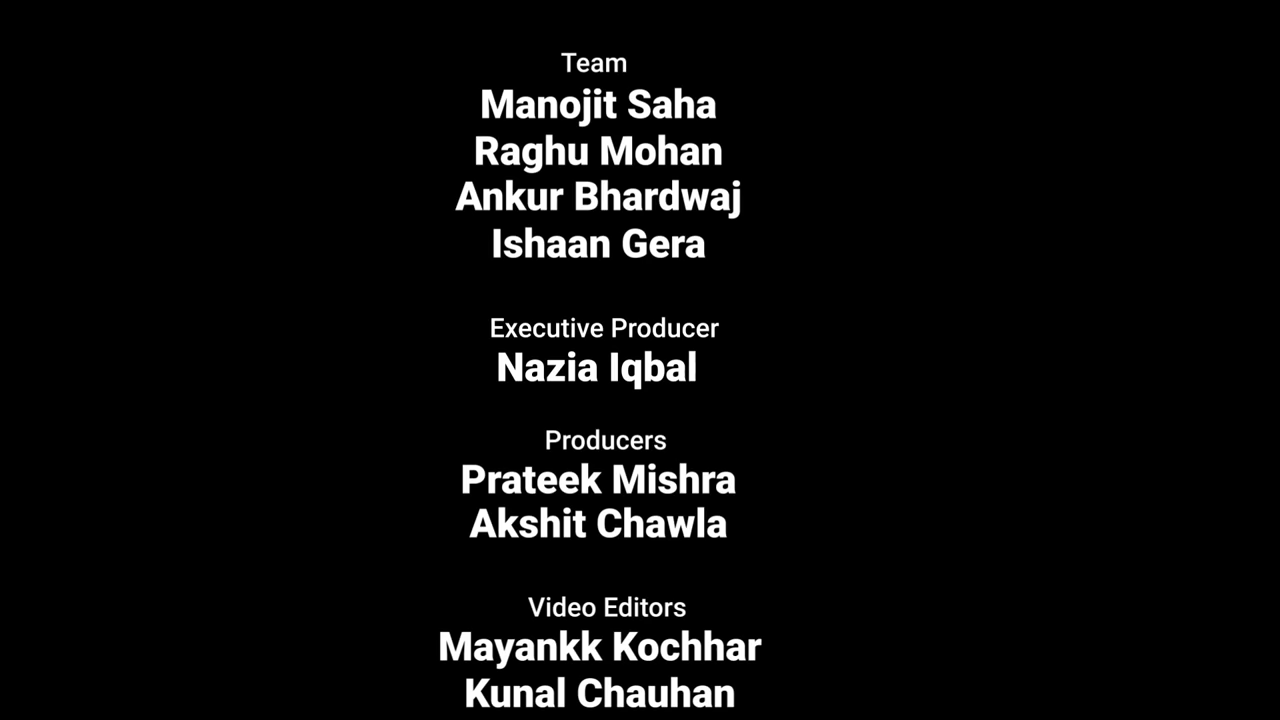 Team
Manojit Saha
Raghu Mohan
Ankur Bhardwaj
Ishaan Gera
Executive Producer
Nazia Iqbal
Producers
Prateek Mishra
Akshit Chawla
Video Editors
Mayankk Kochhar
Kunal Chauhan